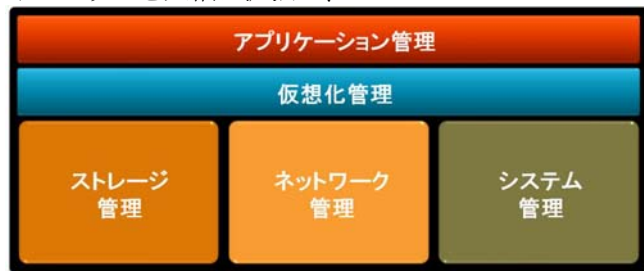 アプリケーション管理
仮想化管理
ストレージ
管理
ネットワーク
管理
システム
管理